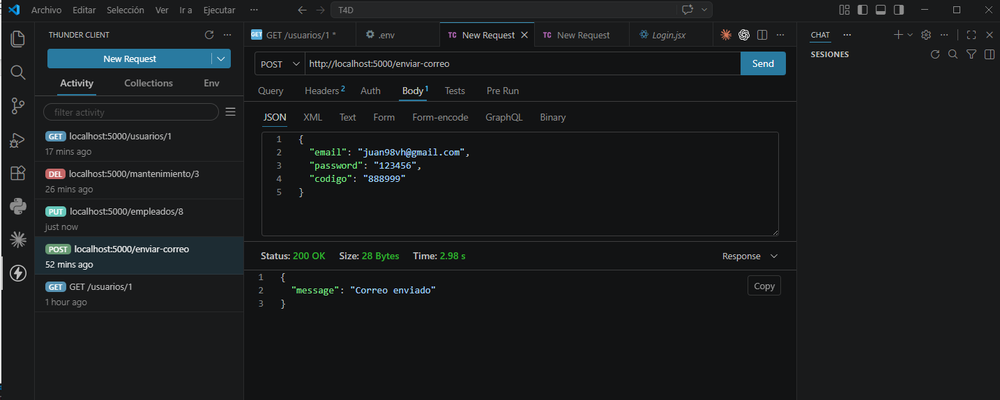 Archivo Editar Selección Ver Ir a Ejecutar ··· T4D
THUNDER CLIENT ···
New Request
Activity Collections Env
filter activity
GET localhost:5000/usuarios/1
17 mins ago
DEL localhost:5000/mantenimiento/3
26 mins ago
PUT localhost:5000/empleados/8
just now
POST localhost:5000/enviar-correo
52 mins ago
GET GET /usuarios/1
1 hour ago
GET GET /usuarios/1 * .env TC New Request TC New Request Login.jsx ···
POST http://localhost:5000/enviar-correo Send
Query Headers 2 Auth Body 1 Tests Pre Run
JSON XML Text Form Form-encode GraphQL Binary
1 {
2 "email": "juan98vh@gmail.com",
3 "password": "123456",
4 "codigo": "888999"
5 }
Status: 200 OK Size: 28 Bytes Time: 2.98 s Response
1 {
2 "message": "Correo enviado"
3 }
Copy
CHAT ··· ···
SESIONES